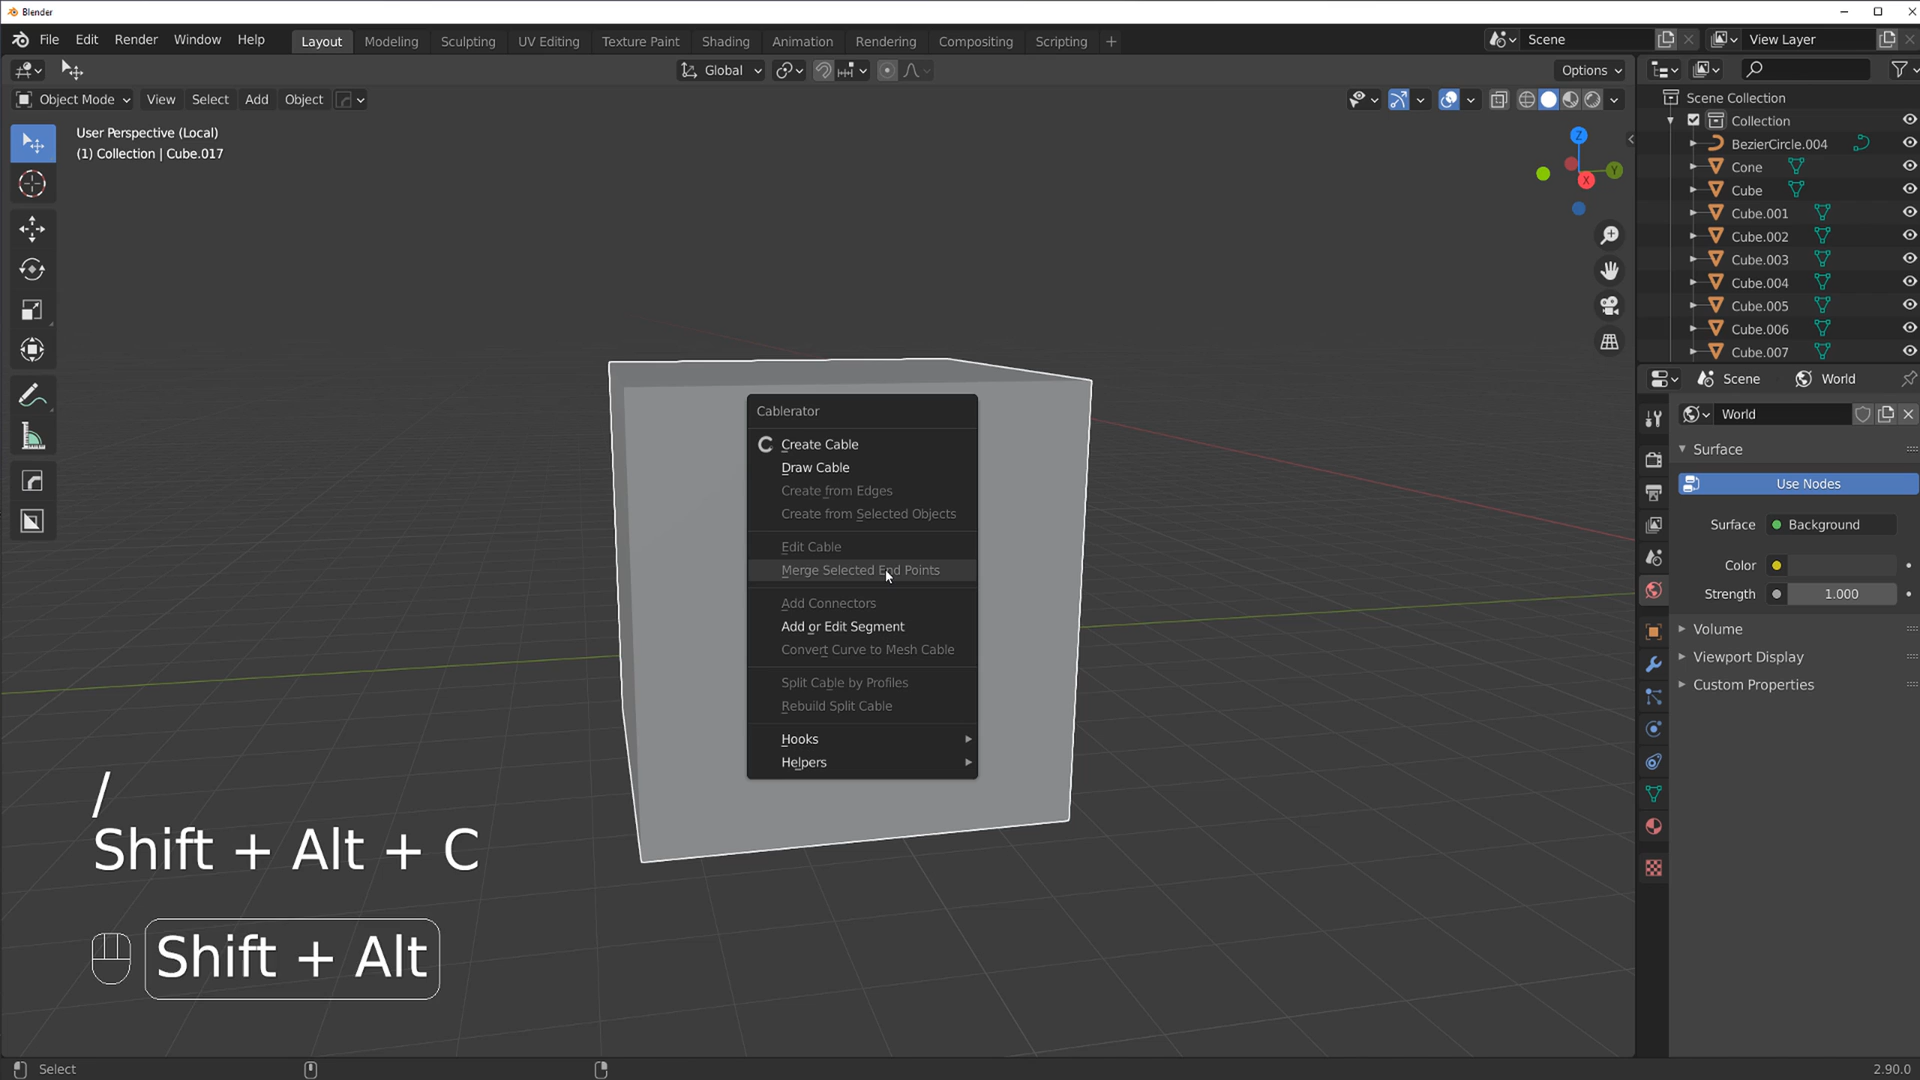 Blender
File Edit Render Window Help Layout Modeling Sculpting UV Editing Texture Paint Shading Animation Rendering Compositing Scripting + Scene View Layer
Global Options
Object Mode View Select Add Object
User Perspective (Local)
(1) Collection | Cube.017
Z
Y
X
Scene Collection
Collection
BezierCircle.004
Cone
Cube
Cube.001
Cube.002
Cube.003
Cube.004
Cube.005
Cube.006
Cube.007
Scene World
World
Surface
Use Nodes
Surface Background
Color
Strength 1.000
Volume
Viewport Display
Custom Properties
Cablerator
Create Cable
Draw Cable
Create from Edges
Create from Selected Objects
Edit Cable
Merge Selected End Points
Add Connectors
Add or Edit Segment
Convert Curve to Mesh Cable
Split Cable by Profiles
Rebuild Split Cable
Hooks
Helpers
/
Shift + Alt + C
Shift + Alt
Select
2.90.0